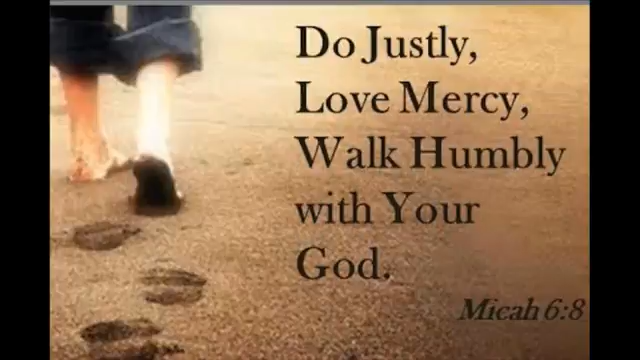 Do Justly,
Love Mercy,
Walk Humbly
with Your
God.
Micah 6:8